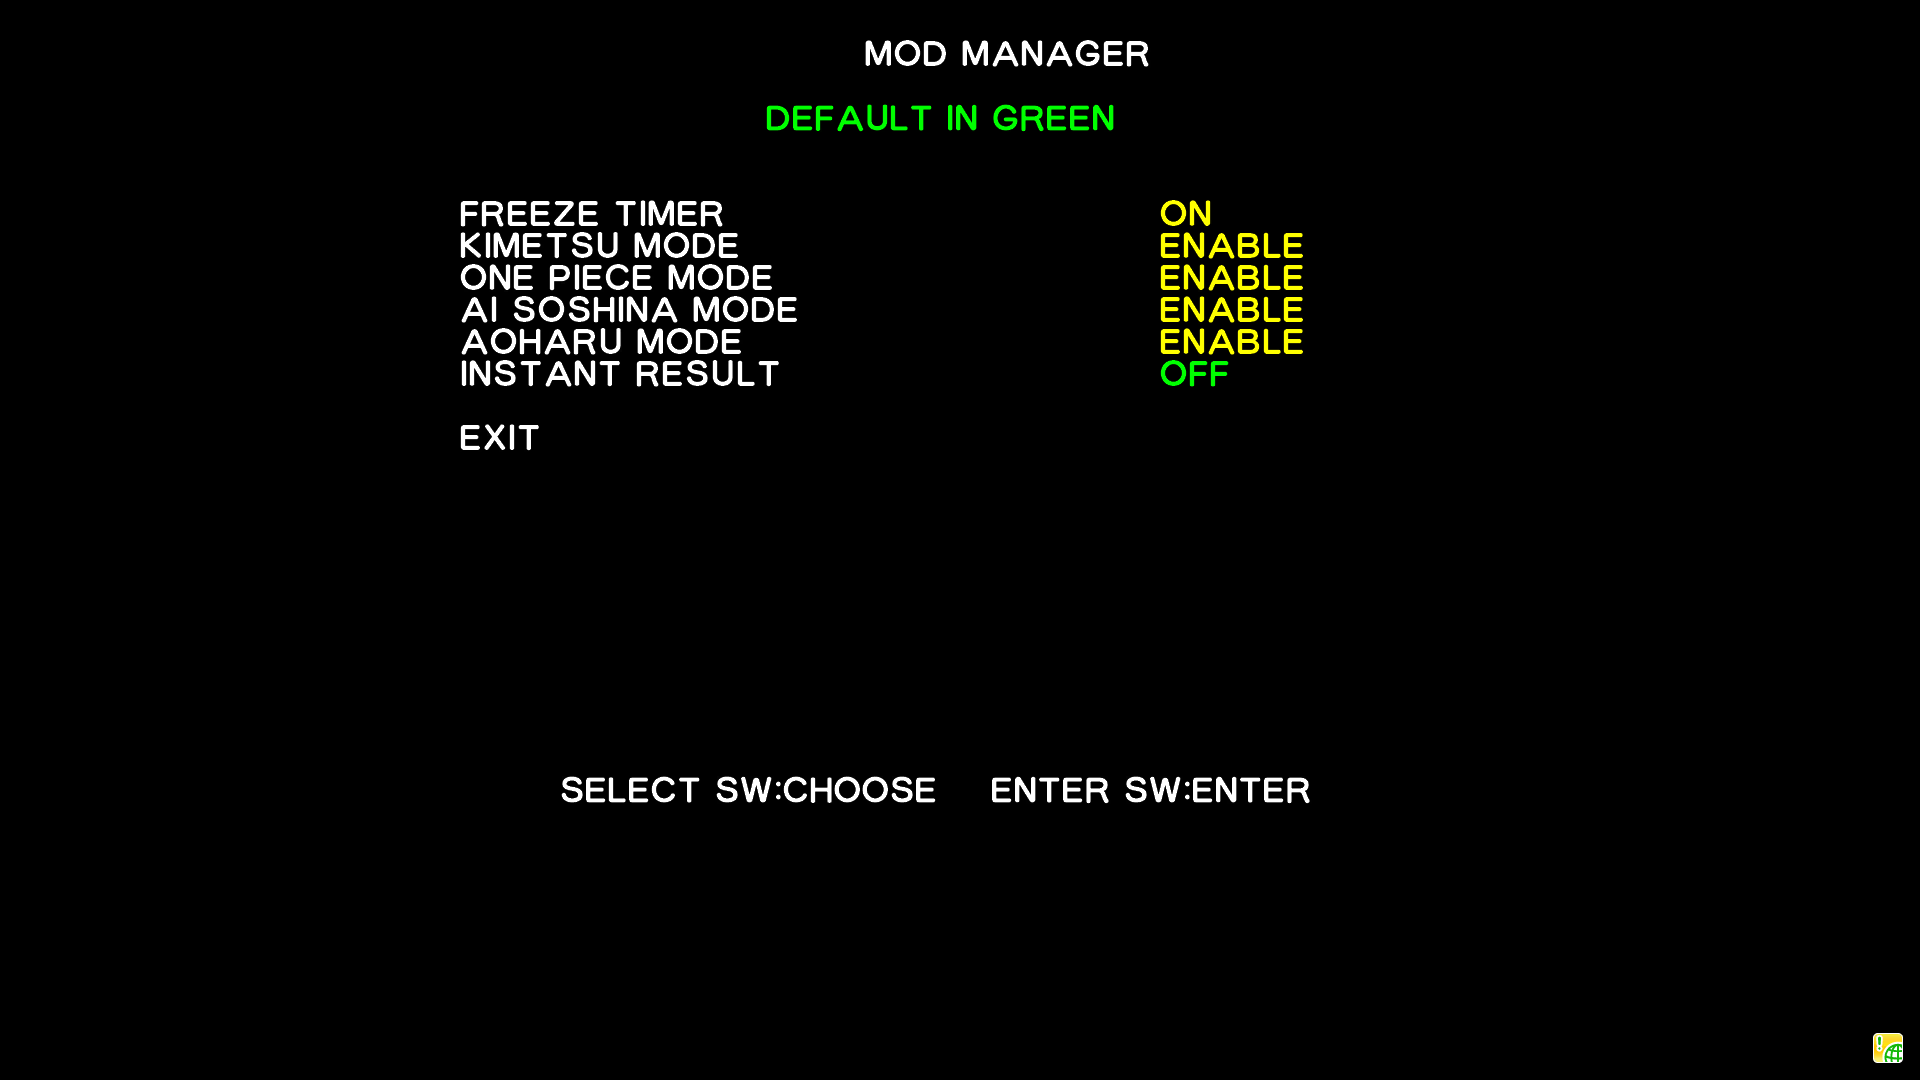 MOD MANAGER
DEFAULT IN GREEN
FREEZE TIMER ON
KIMETSU MODE ENABLE
ONE PIECE MODE ENABLE
AI SOSHINA MODE ENABLE
AOHARU MODE ENABLE
INSTANT RESULT OFF
EXIT
SELECT SW:CHOOSE ENTER SW:ENTER